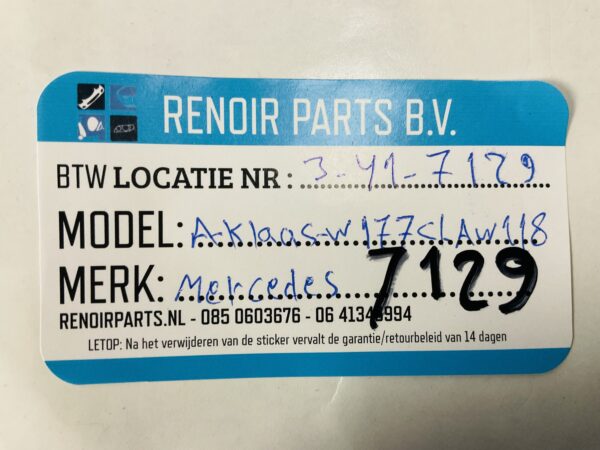 RENOIR PARTS B.V.
BTW LOCATIE NR: 3-41-7129
MODEL: A-Klaas-W177CLAW118
MERK: Mercedes 7129
RENOIRPARTS.NL - 085 0603676 - 06
LETOP: Na het verwijderen van de sticker vervalt de garantie/retourbeleid van 14 dagen